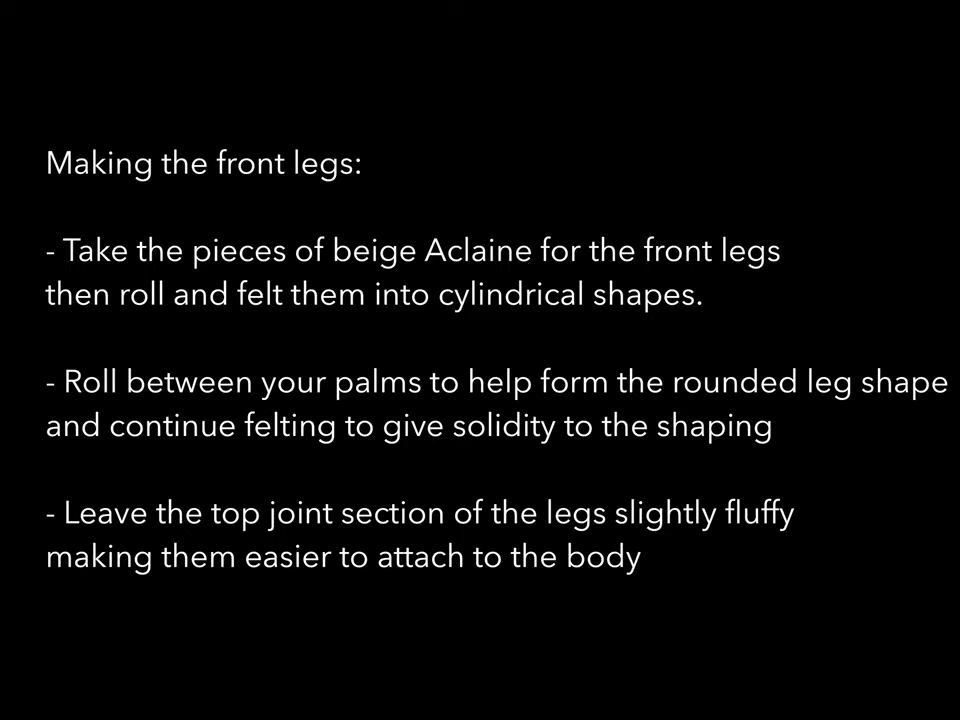 Making the front legs:
- Take the pieces of beige Aclaine for the front legs
then roll and felt them into cylindrical shapes.
- Roll between your palms to help form the rounded leg shape
and continue felting to give solidity to the shaping
- Leave the top joint section of the legs slightly fluffy
making them easier to attach to the body